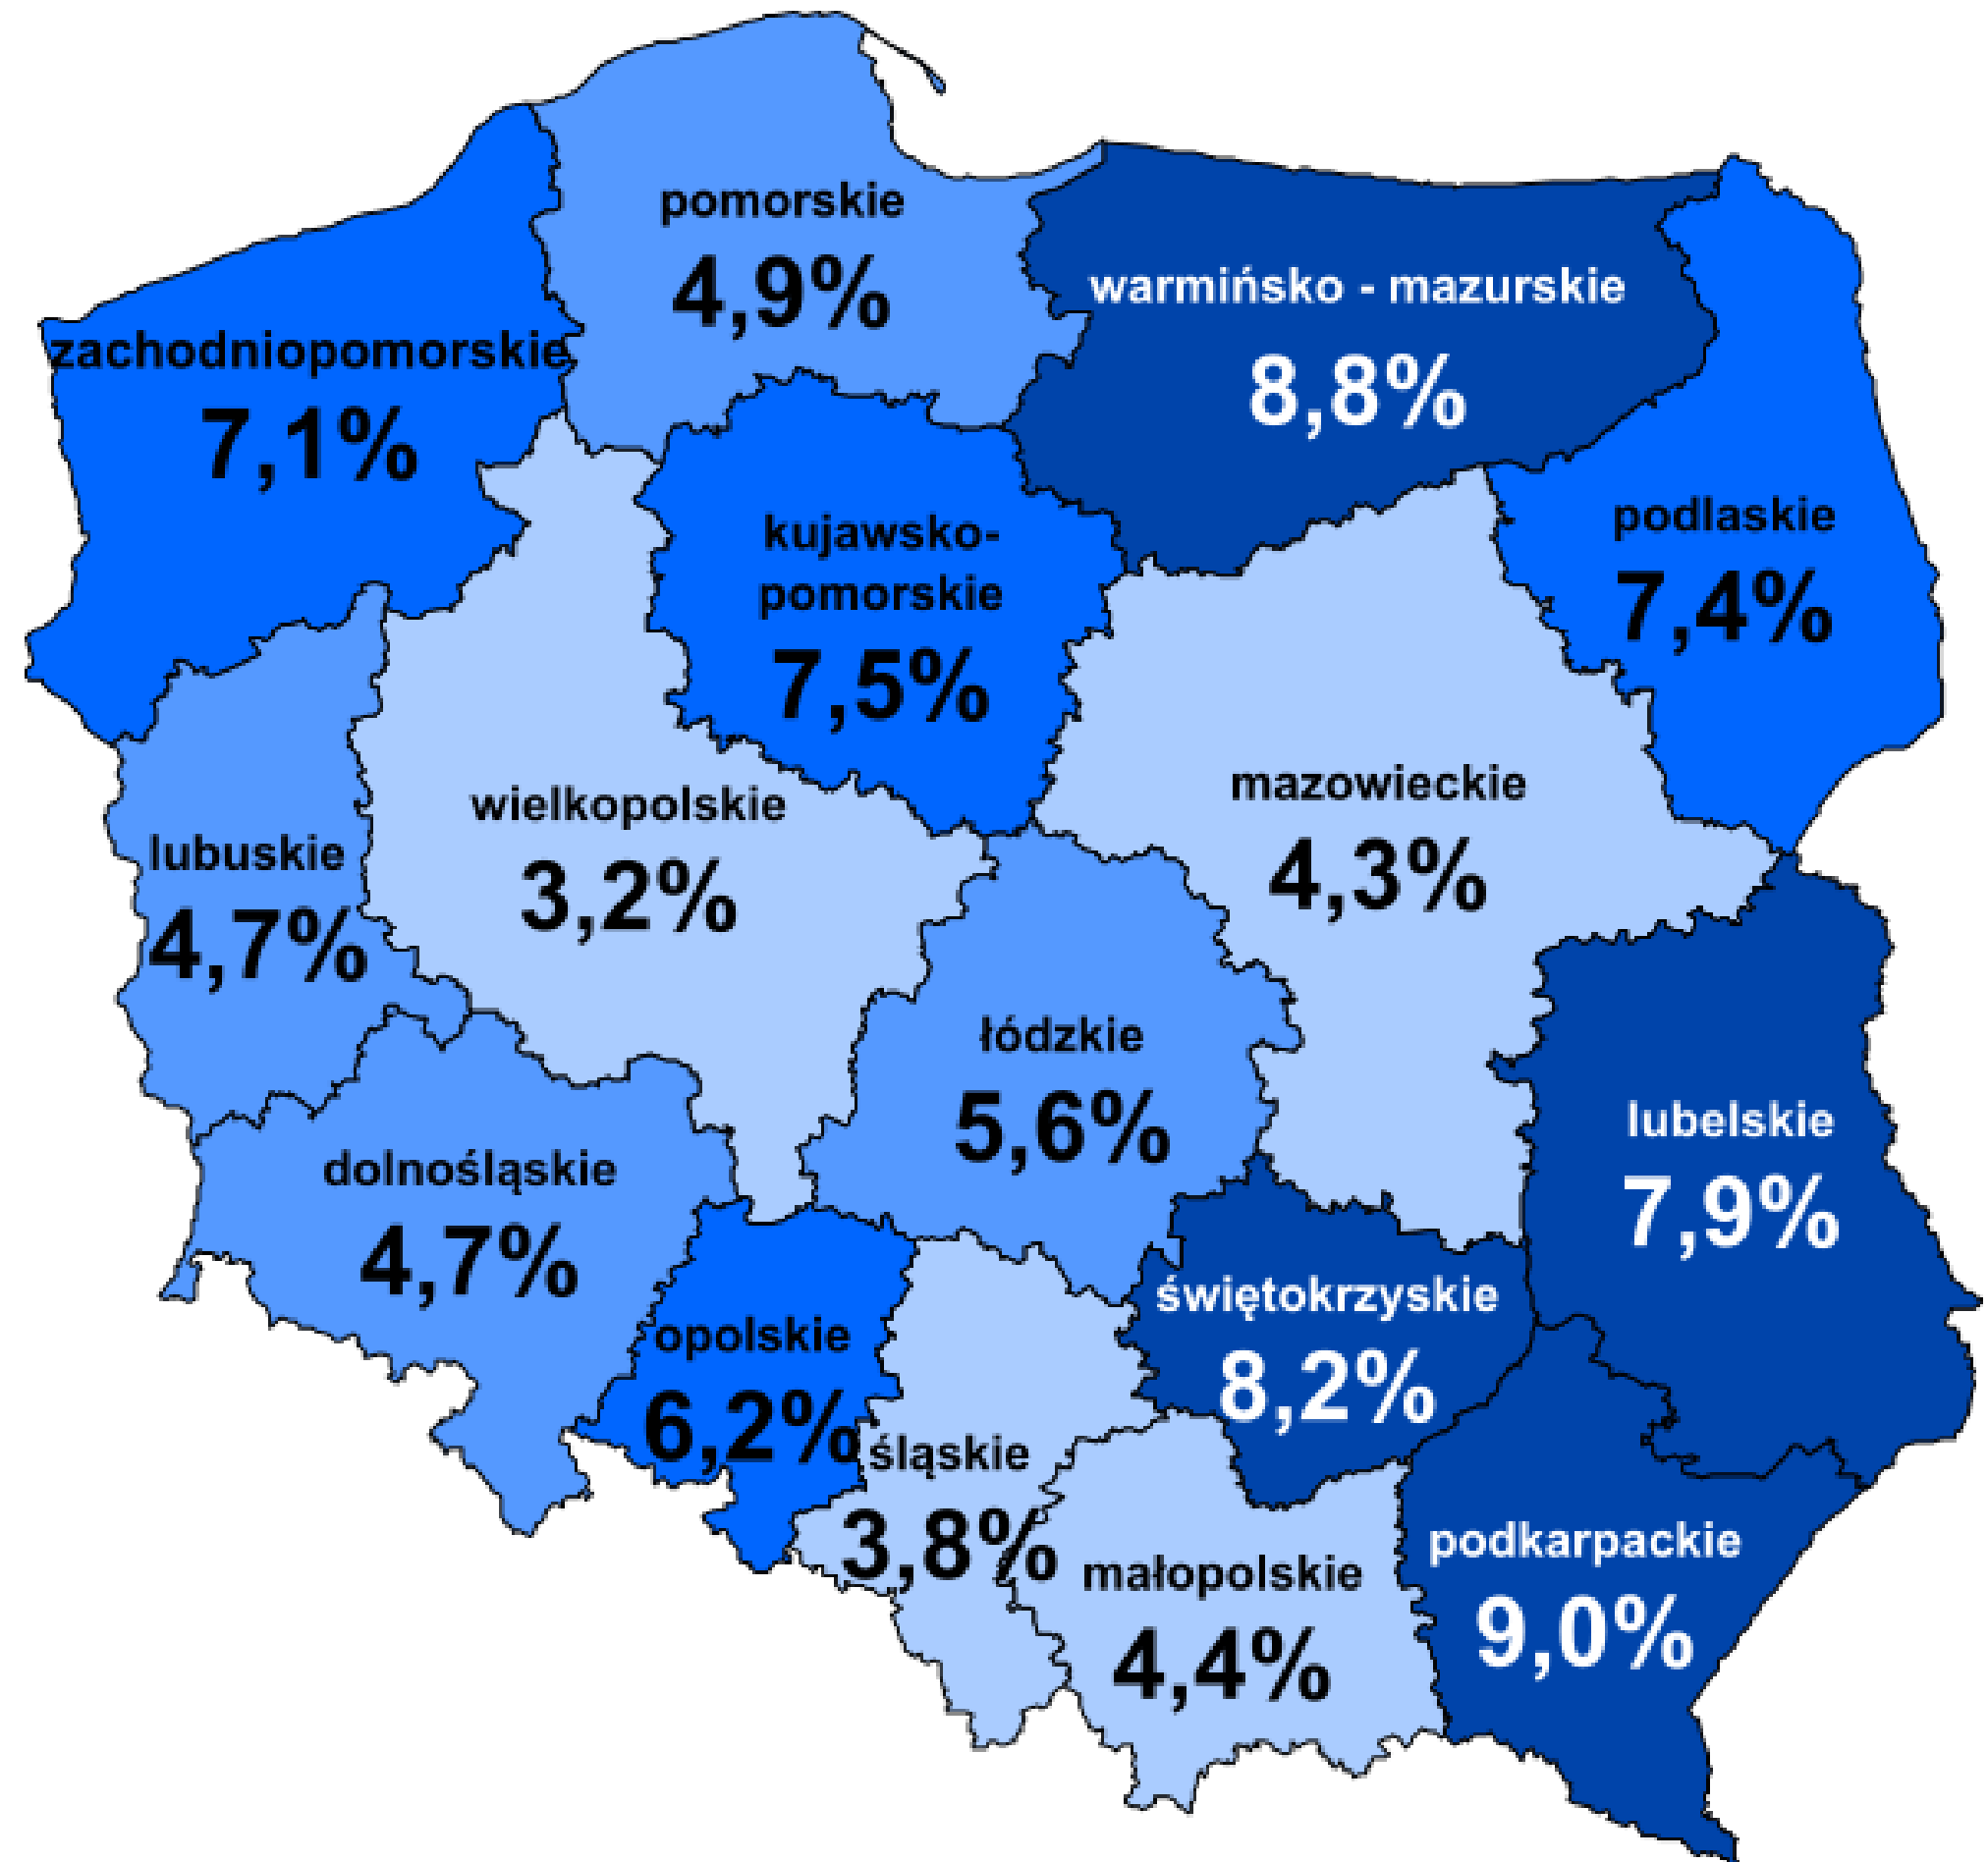 pomorskie
4,9%
warmińsko - mazurskie
8,8%
zachodniopomorskie
7,1%
podlaskie
7,4%
kujawsko-
pomorskie
7,5%
mazowieckie
4,3%
wielkopolskie
3,2%
lubuskie
4,7%
łódzkie
5,6%
lubelskie
7,9%
dolnośląskie
4,7%
świętokrzyskie
8,2%
opolskie
6,2%
śląskie
3,8%
podkarpackie
9,0%
małopolskie
4,4%